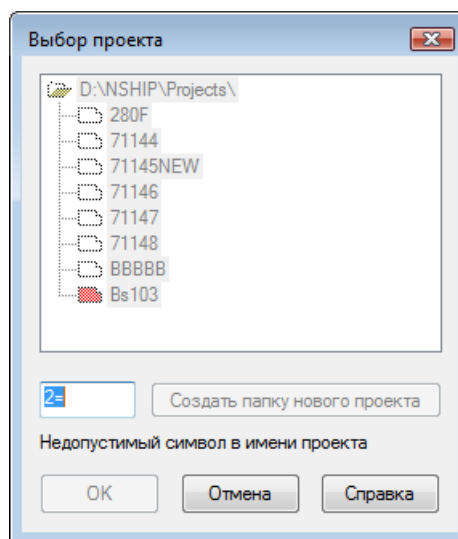 Выбор проекта
D:\NSHIP\Projects\
280F
71144
71145NEW
71146
71147
71148
BBBBB
Bs103
2=
Создать папку нового проекта
Недопустимый символ в имени проекта
OK
Отмена
Справка